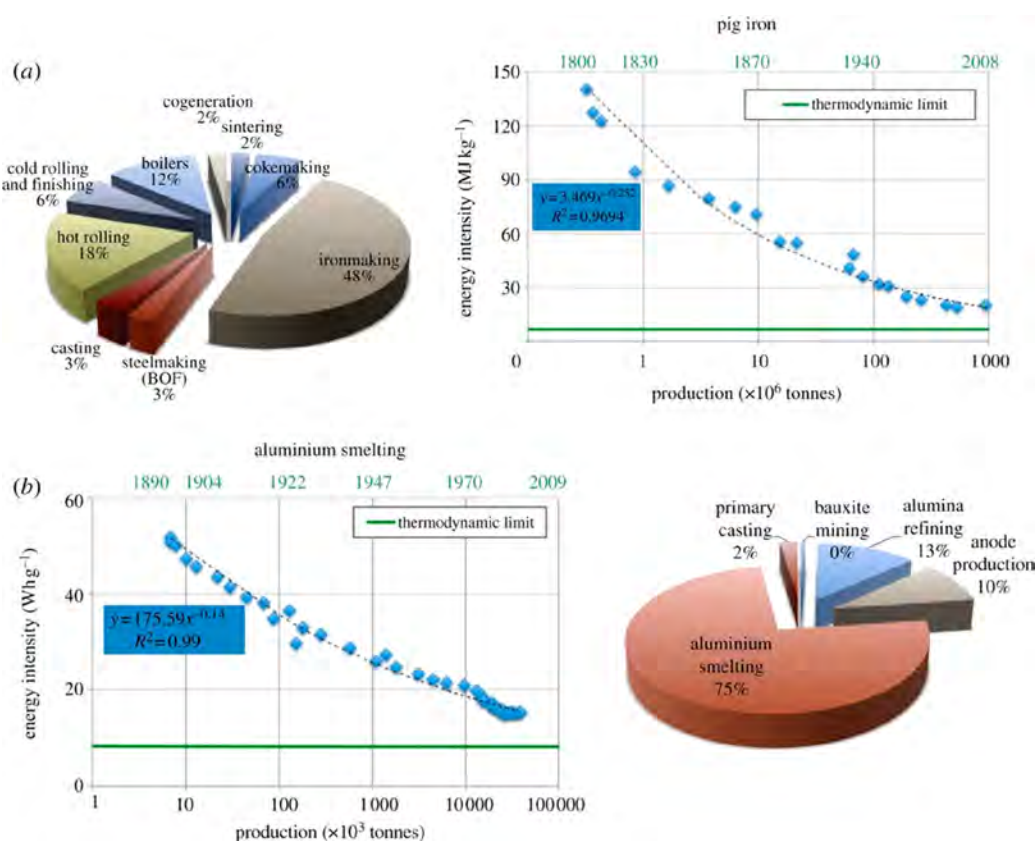 (a)
cogeneration
2%
sintering
2%
cokemaking
6%
ironmaking
48%
steelmaking
(BOF)
3%
casting
3%
hot rolling
18%
cold rolling
and finishing
6%
boilers
12%
pig iron
1800 1830 1870 1940 2008
150
120
90
60
30
0 1 10 100 1000
energy intensity (MJ kg⁻¹)
thermodynamic limit
y=3.469x⁻⁰·²⁵²
R²=0.9694
production (×10⁶ tonnes)
(b)
aluminium smelting
1890 1904 1922 1947 1970 2009
60
40
20
0
1 10 100 1000 10000 100000
energy intensity (Wh g⁻¹)
thermodynamic limit
y=175.59x⁻⁰·¹⁴
R²=0.99
production (×10³ tonnes)
primary
casting
2%
bauxite
mining
0%
alumina
refining
13%
anode
production
10%
aluminium
smelting
75%